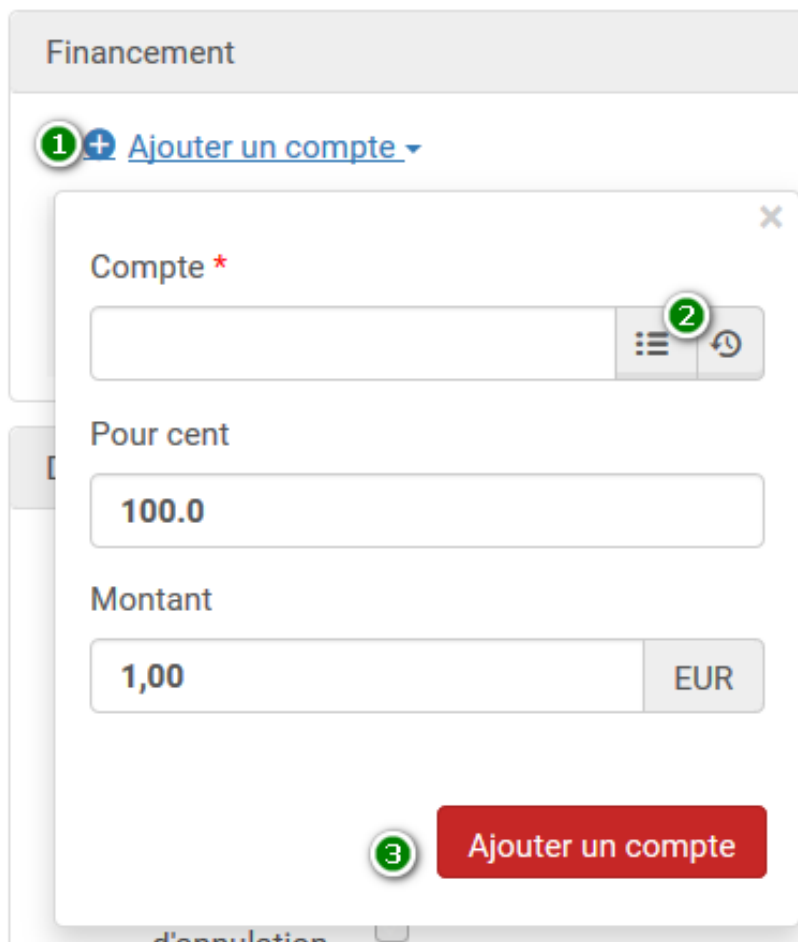 Financement
1 Ajouter un compte
×
Compte *
2
Pour cent
100.0
Montant
1,00 EUR
3 Ajouter un compte
d'annulation